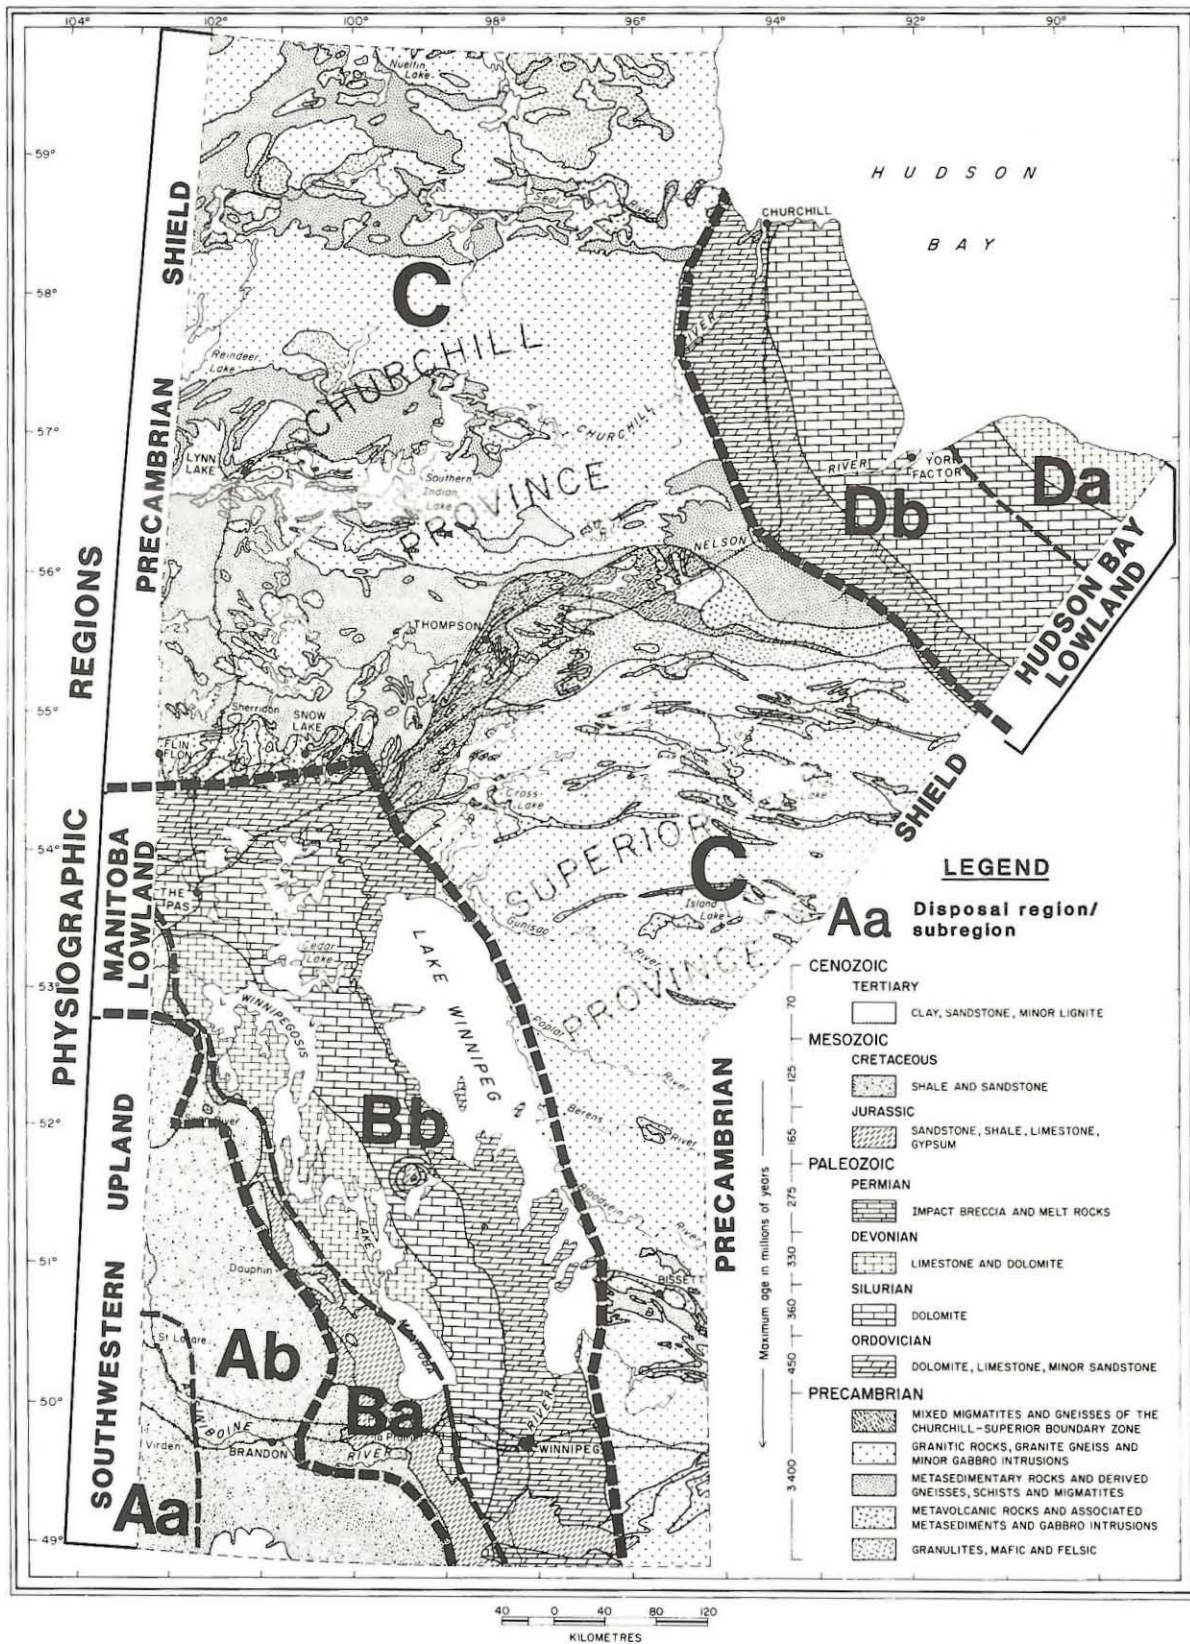 104° 102° 100° 98° 96° 94° 92° 90°
Nueltin
Lake
59°
HUDSON
BAY
CHURCHILL
Seal River
SHIELD
58°
C
CHURCHILL
RIVER
Reindeer
Lake
PRECAMBRIAN
57°
CHURCHILL
LYNN
LAKE
Southern
Indian
Lake
PROVINCE
RIVER
YORK
FACTORY
Da
Db
NELSON
56°
REGIONS
THOMPSON
HUDSON BAY
LOWLAND
55°
Sherridon
SNOW
LAKE
FLIN
FLON
Cross
Lake
Lake
SHIELD
PHYSIOGRAPHIC
MANITOBA
LOWLAND
54°
SUPERIOR
C
THE
PAS
Island
Lake
Gunisao
River
PROVINCE
Cedar
Lake
LAKE WINNIPEG
53°
WINNIPEGOSIS
Poplar
River
52°
Swan River
Bb
Berens
River
UPLAND
PRECAMBRIAN
Bloodvein
River
LAKE
51°
Dauphin
BISSETT
SOUTHWESTERN
St Lazare
MANITOBA
Ab
50°
ASSINIBOINE
Ba
RIVER
Virden
BRANDON
RIVER
WINNIPEG
Aa
49°
LEGEND
Aa Disposal region/
subregion
CENOZOIC
TERTIARY
CLAY, SANDSTONE, MINOR LIGNITE
MESOZOIC
CRETACEOUS
SHALE AND SANDSTONE
JURASSIC
SANDSTONE, SHALE, LIMESTONE,
GYPSUM
PALEOZOIC
PERMIAN
IMPACT BRECCIA AND MELT ROCKS
DEVONIAN
LIMESTONE AND DOLOMITE
SILURIAN
DOLOMITE
ORDOVICIAN
DOLOMITE, LIMESTONE, MINOR SANDSTONE
PRECAMBRIAN
MIXED MIGMATITES AND GNEISSES OF THE
CHURCHILL-SUPERIOR BOUNDARY ZONE
GRANITIC ROCKS, GRANITE GNEISS AND
MINOR GABBRO INTRUSIONS
METASEDIMENTARY ROCKS AND DERIVED
GNEISSES, SCHISTS AND MIGMATITES
METAVOLCANIC ROCKS AND ASSOCIATED
METASEDIMENTS AND GABBRO INTRUSIONS
GRANULITES, MAFIC AND FELSIC
Maximum age in millions of years
70
125
165
275
330
360
450
3400
40 0 40 80 120
KILOMETRES